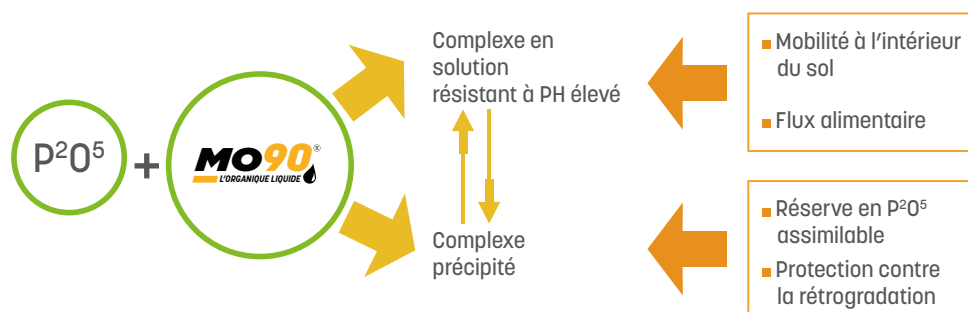 P²O⁵
+
MO90®
L'ORGANIQUE LIQUIDE
Complexe en
solution
résistant à PH élevé
Complexe
précipité
■ Mobilité à l'intérieur
du sol
■ Flux alimentaire
■ Réserve en P²O⁵
assimilable
■ Protection contre
la rétrogradation